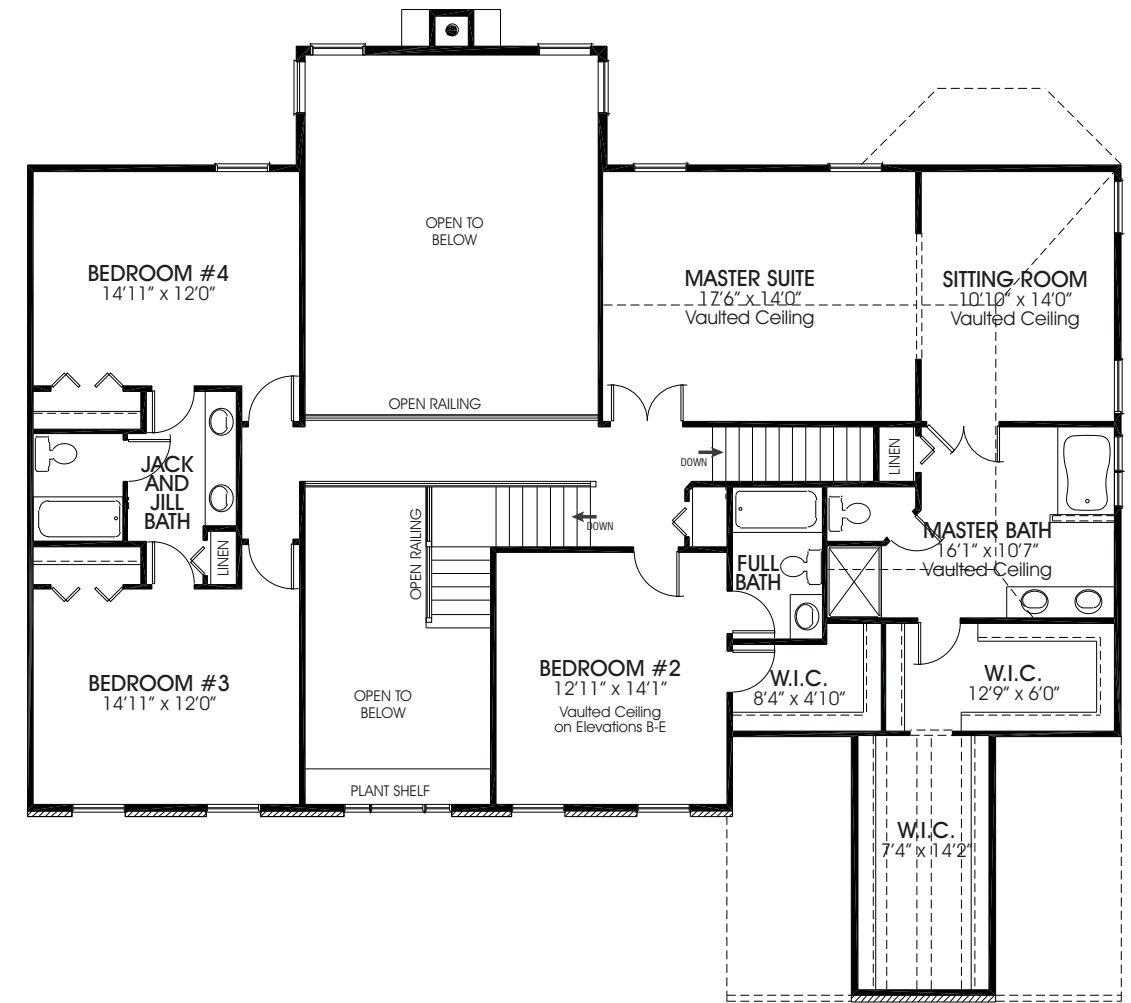 OPEN TO
BELOW
BEDROOM #4
14’11” x 12’0”
MASTER SUITE
17’6” x 14’0”
Vaulted Ceiling
SITTING ROOM
10’10” x 14’0”
Vaulted Ceiling
OPEN RAILING
JACK
AND
JILL
BATH
LINEN
DOWN
LINEN
OPEN RAILING
DOWN
MASTER BATH
16’1” x 10’7”
Vaulted Ceiling
LINEN
FULL
BATH
BEDROOM #3
14’11” x 12’0”
OPEN TO
BELOW
BEDROOM #2
12’11” x 14’1”
Vaulted Ceiling
on Elevations B-E
W.I.C.
8’4” x 4’10”
W.I.C.
12’9” x 6’0”
PLANT SHELF
W.I.C.
7’4” x 14’2”